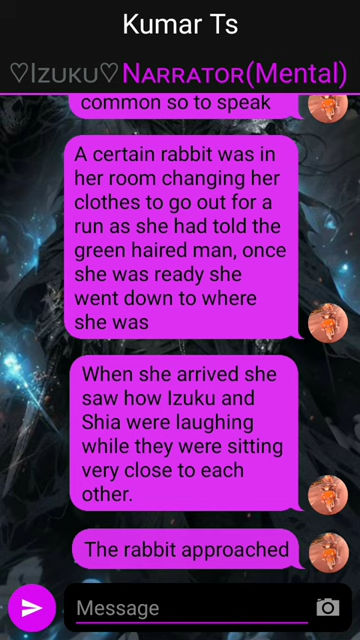 Kumar Ts
♡Izuku♡Narrator(Mental)
common so to speak
A certain rabbit was in
her room changing her
clothes to go out for a
run as she had told the
green haired man, once
she was ready she
went down to where
she was
When she arrived she
saw how Izuku and
Shia were laughing
while they were sitting
very close to each
other.
The rabbit approached
Message